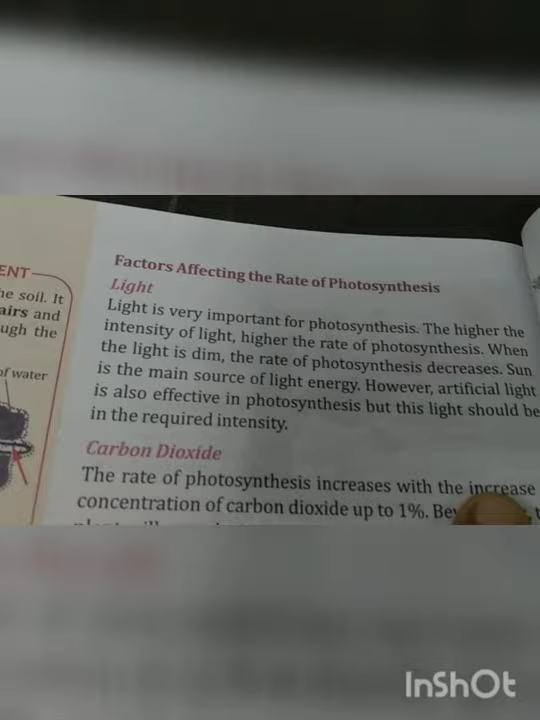 ENT
he soil. It
airs and
ugh the
of water
Factors Affecting the Rate of Photosynthesis
Light
Light is very important for photosynthesis. The higher the
intensity of light, higher the rate of photosynthesis. When
the light is dim, the rate of photosynthesis decreases. Sun
is the main source of light energy. However, artificial light
is also effective in photosynthesis but this light should be
in the required intensity.
Carbon Dioxide
The rate of photosynthesis increases with the increase
concentration of carbon dioxide up to 1%.
InShOt